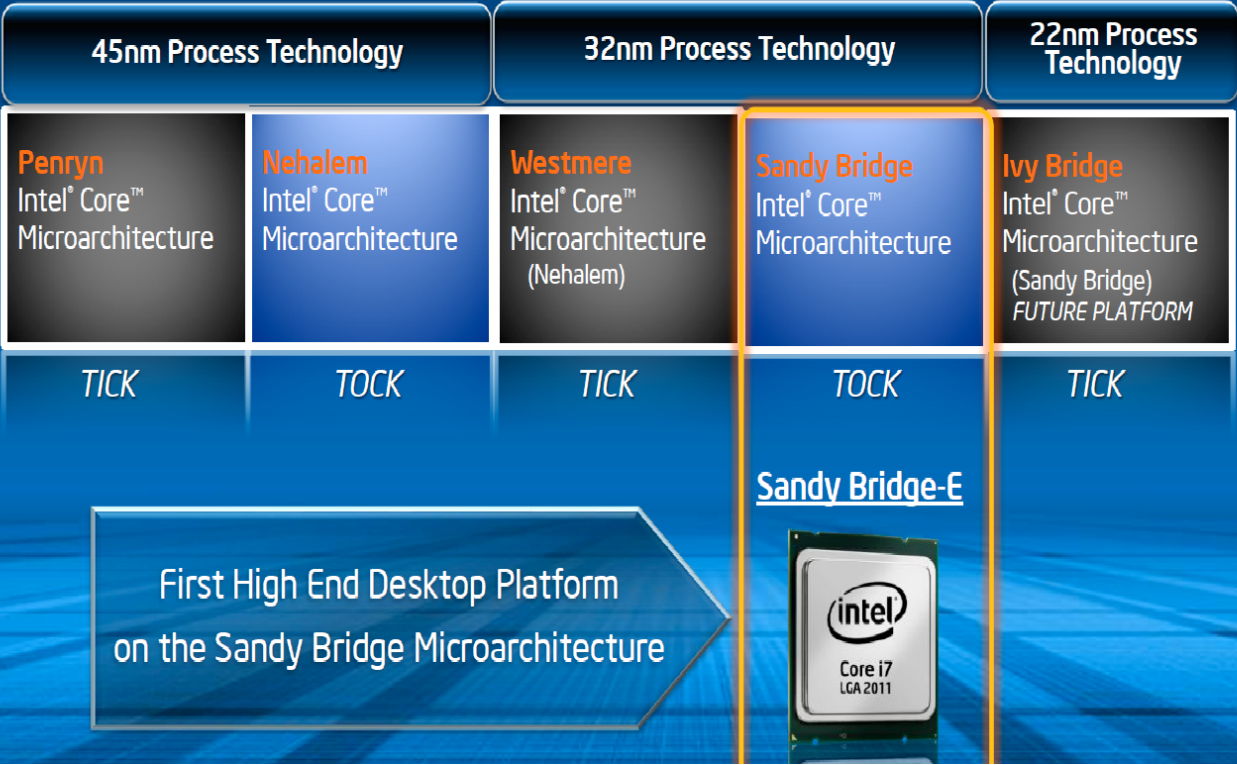 45nm Process Technology
32nm Process Technology
22nm Process
Technology
Penryn
Intel® Core™
Microarchitecture
Nehalem
Intel® Core™
Microarchitecture
Westmere
Intel® Core™
Microarchitecture
(Nehalem)
Sandy Bridge
Intel® Core™
Microarchitecture
Ivy Bridge
Intel® Core™
Microarchitecture
(Sandy Bridge)
FUTURE PLATFORM
TICK
TOCK
TICK
TOCK
TICK
Sandy Bridge-E
First High End Desktop Platform
on the Sandy Bridge Microarchitecture
intel®
Core i7
LGA 2011